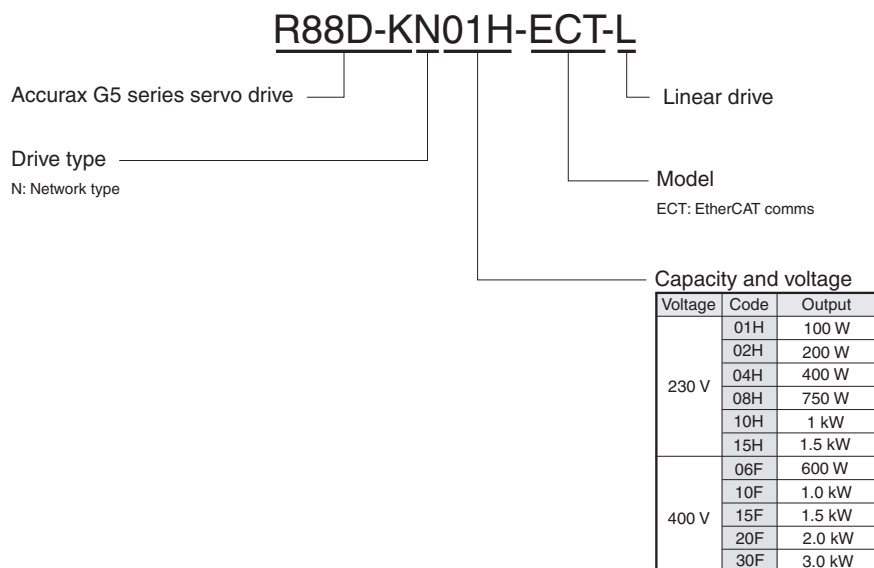 R88D-KN01H-ECT-L
Accurax G5 series servo drive
Linear drive
Drive type
N: Network type
Model
ECT: EtherCAT comms
Capacity and voltage
Voltage Code Output
230 V
01H 100 W
02H 200 W
04H 400 W
08H 750 W
10H 1 kW
15H 1.5 kW
400 V
06F 600 W
10F 1.0 kW
15F 1.5 kW
20F 2.0 kW
30F 3.0 kW